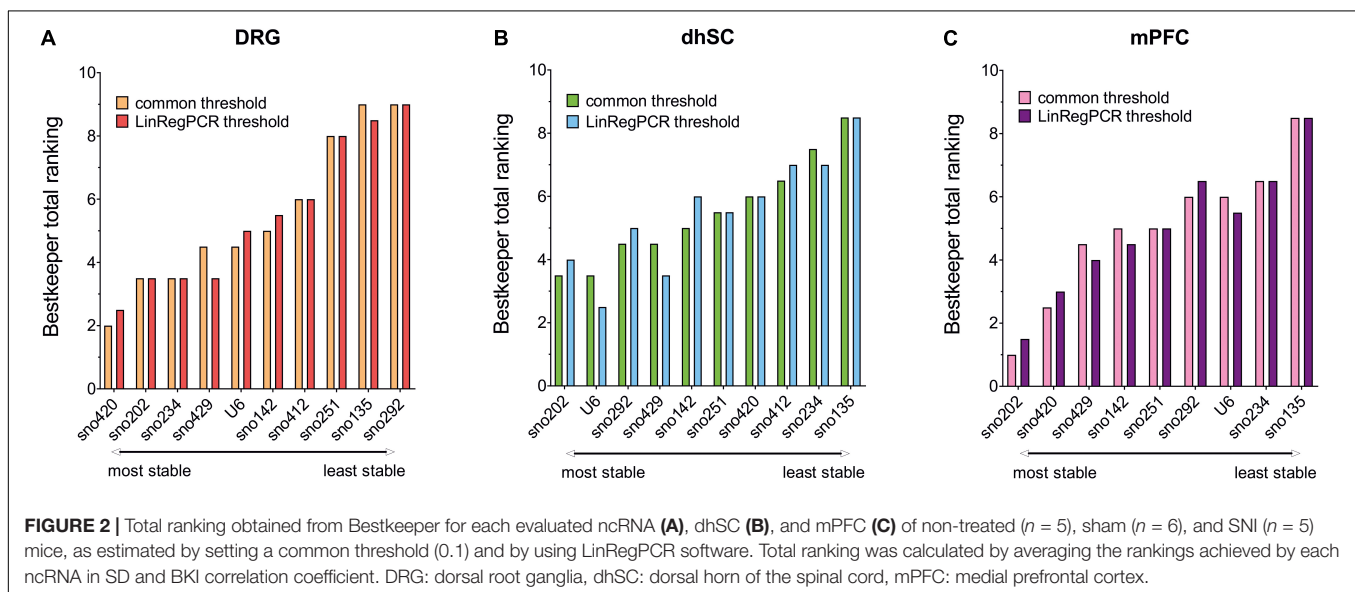 A
DRG
Bestkeeper total ranking
10
8
6
4
2
0
common threshold
LinRegPCR threshold
sno420
sno202
sno234
sno429
U6
sno142
sno412
sno251
sno135
sno292
most stable
least stable
B
dhSC
Bestkeeper total ranking
10
8
6
4
2
0
common threshold
LinRegPCR threshold
sno202
U6
sno292
sno429
sno142
sno251
sno420
sno412
sno234
sno135
most stable
least stable
C
mPFC
Bestkeeper total ranking
10
8
6
4
2
0
common threshold
LinRegPCR threshold
sno202
sno420
sno429
sno142
sno251
sno292
U6
sno234
sno135
most stable
least stable
FIGURE 2 | Total ranking obtained from Bestkeeper for each evaluated ncRNA (A), dhSC (B), and mPFC (C) of non-treated (n = 5), sham (n = 6), and SNI (n = 5)
mice, as estimated by setting a common threshold (0.1) and by using LinRegPCR software. Total ranking was calculated by averaging the rankings achieved by each
ncRNA in SD and BKI correlation coefficient. DRG: dorsal root ganglia, dhSC: dorsal horn of the spinal cord, mPFC: medial prefrontal cortex.